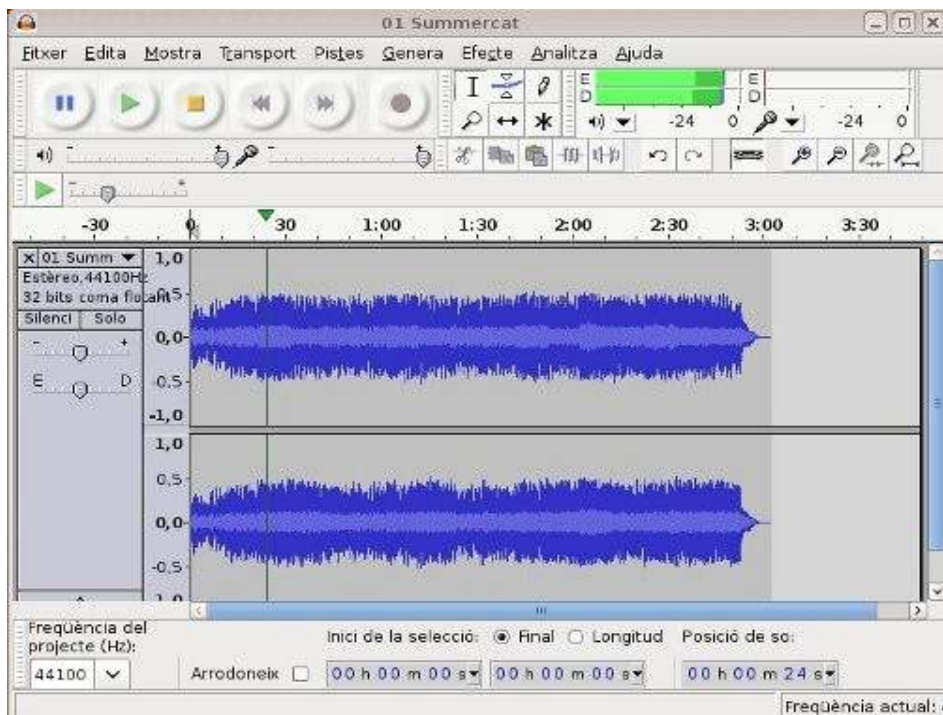 01 Summercat
Fitxer Edita Mostra Transport Pistes Genera Efecte Analitza Ajuda
E E
D D
-24 0 -24 0
-30 0 30 1:00 1:30 2:00 2:30 3:00 3:30
01 Summ
Estèreo,44100Hz
32 bits coma flotant
Silenci Solo
- +
E D
1,0
0,5
0,0
-0,5
-1,0
1,0
0,5
0,0
-0,5
-1,0
Freqüència del
projecte (Hz):
44100
Inici de la selecció: Final Longitud Posició de so:
Arrodoneix 00 h 00 m 00 s 00 h 00 m 00 s 00 h 00 m 24 s
Freqüència actual: